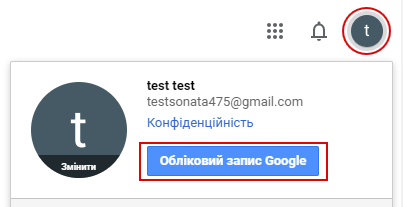 t
test test
testsonata475@gmail.com
Конфіденційність
t
Змінити
Обліковий запис Google